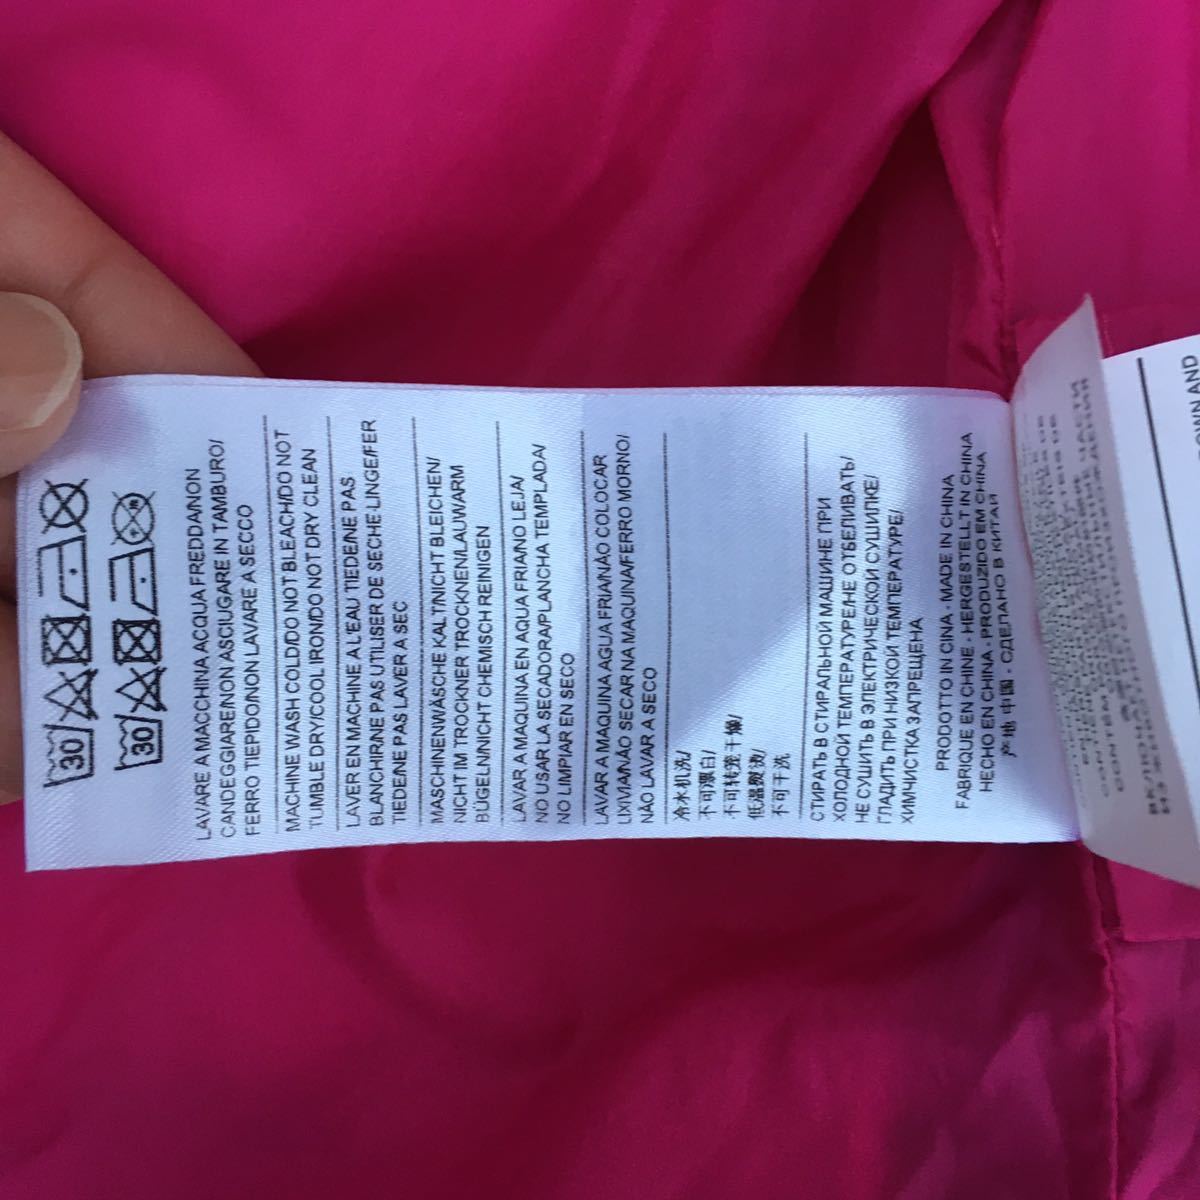 30
30
LAVARE A MACCHINA ACQUA FREDDA/NON
CANDEGGIARE/NON ASCIUGARE IN TAMBURO/
FERRO TIEPIDO/NON LAVARE A SECCO
MACHINE WASH COLD/DO NOT BLEACH/DO NOT
TUMBLE DRY/COOL IRON/DO NOT DRY CLEAN
LAVER EN MACHINE A L'EAU TIEDE/NE PAS
BLANCHIR/NE PAS UTILISER DE SECHE-LINGE/FER
TIEDE/NE PAS LAVER A SEC
MASCHINENWÄSCHE KALT/NICHT BLEICHEN/
NICHT IM TROCKNER TROCKNEN/LAUWARM
BÜGELN/NICHT CHEMISCH REINIGEN
LAVAR A MAQUINA EN AQUA FRIA/NO LEJA/
NO USAR LA SECADORA/PLANCHA TEMPLADA/
NO LIMPIAR EN SECO
LAVAR A MAQUINA AGUA FRIA/NÃO COLOCAR
LIXIMA/NÃO SECAR NA MAQUINA/FERRO MORNO/
NÃO LAVAR A SECO
冷水机洗/
不可漂白/
不可转笼干燥/
低温熨烫/
不可干洗
СТИРАТЬ В СТИРАЛЬНОЙ МАШИНЕ ПРИ
ХОЛОДНОЙ ТЕМПЕРАТУРЕ/НЕ ОТБЕЛИВАТЬ/
НЕ СУШИТЬ В ЭЛЕКТРИЧЕСКОЙ СУШИЛКЕ/
ГЛАДИТЬ ПРИ НИЗКОЙ ТЕМПЕРАТУРЕ/
ХИМЧИСТКА ЗАПРЕЩЕНА
PRODOTTO IN CHINA - MADE IN CHINA
FABRIQUE EN CHINE - HERGESTELLT IN CHINA
HECHO EN CHINA - PRODUZIDO EM CHINA
产地 中国 - СДЕЛАНО В КИТАЙ
DOWN AND